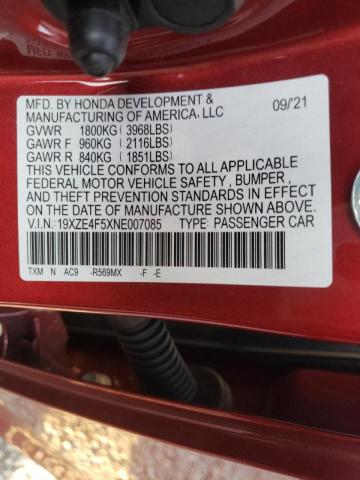 MFD. BY HONDA DEVELOPMENT &
MANUFACTURING OF AMERICA, LLC
09/'21
GVWR 1800KG ( 3968LBS)
GAWR F 960KG ( 2116LBS)
GAWR R 840KG ( 1851LBS)
THIS VEHICLE CONFORMS TO ALL APPLICABLE
FEDERAL MOTOR VEHICLE SAFETY , BUMPER ,
AND THEFT PREVENTION STANDARDS IN EFFECT
ON THE DATE OF MANUFACTURE SHOWN ABOVE.
V.I.N.:19XZE4F5XNE007085 TYPE: PASSENGER CAR
TXM N AC9 -R569MX -F -E